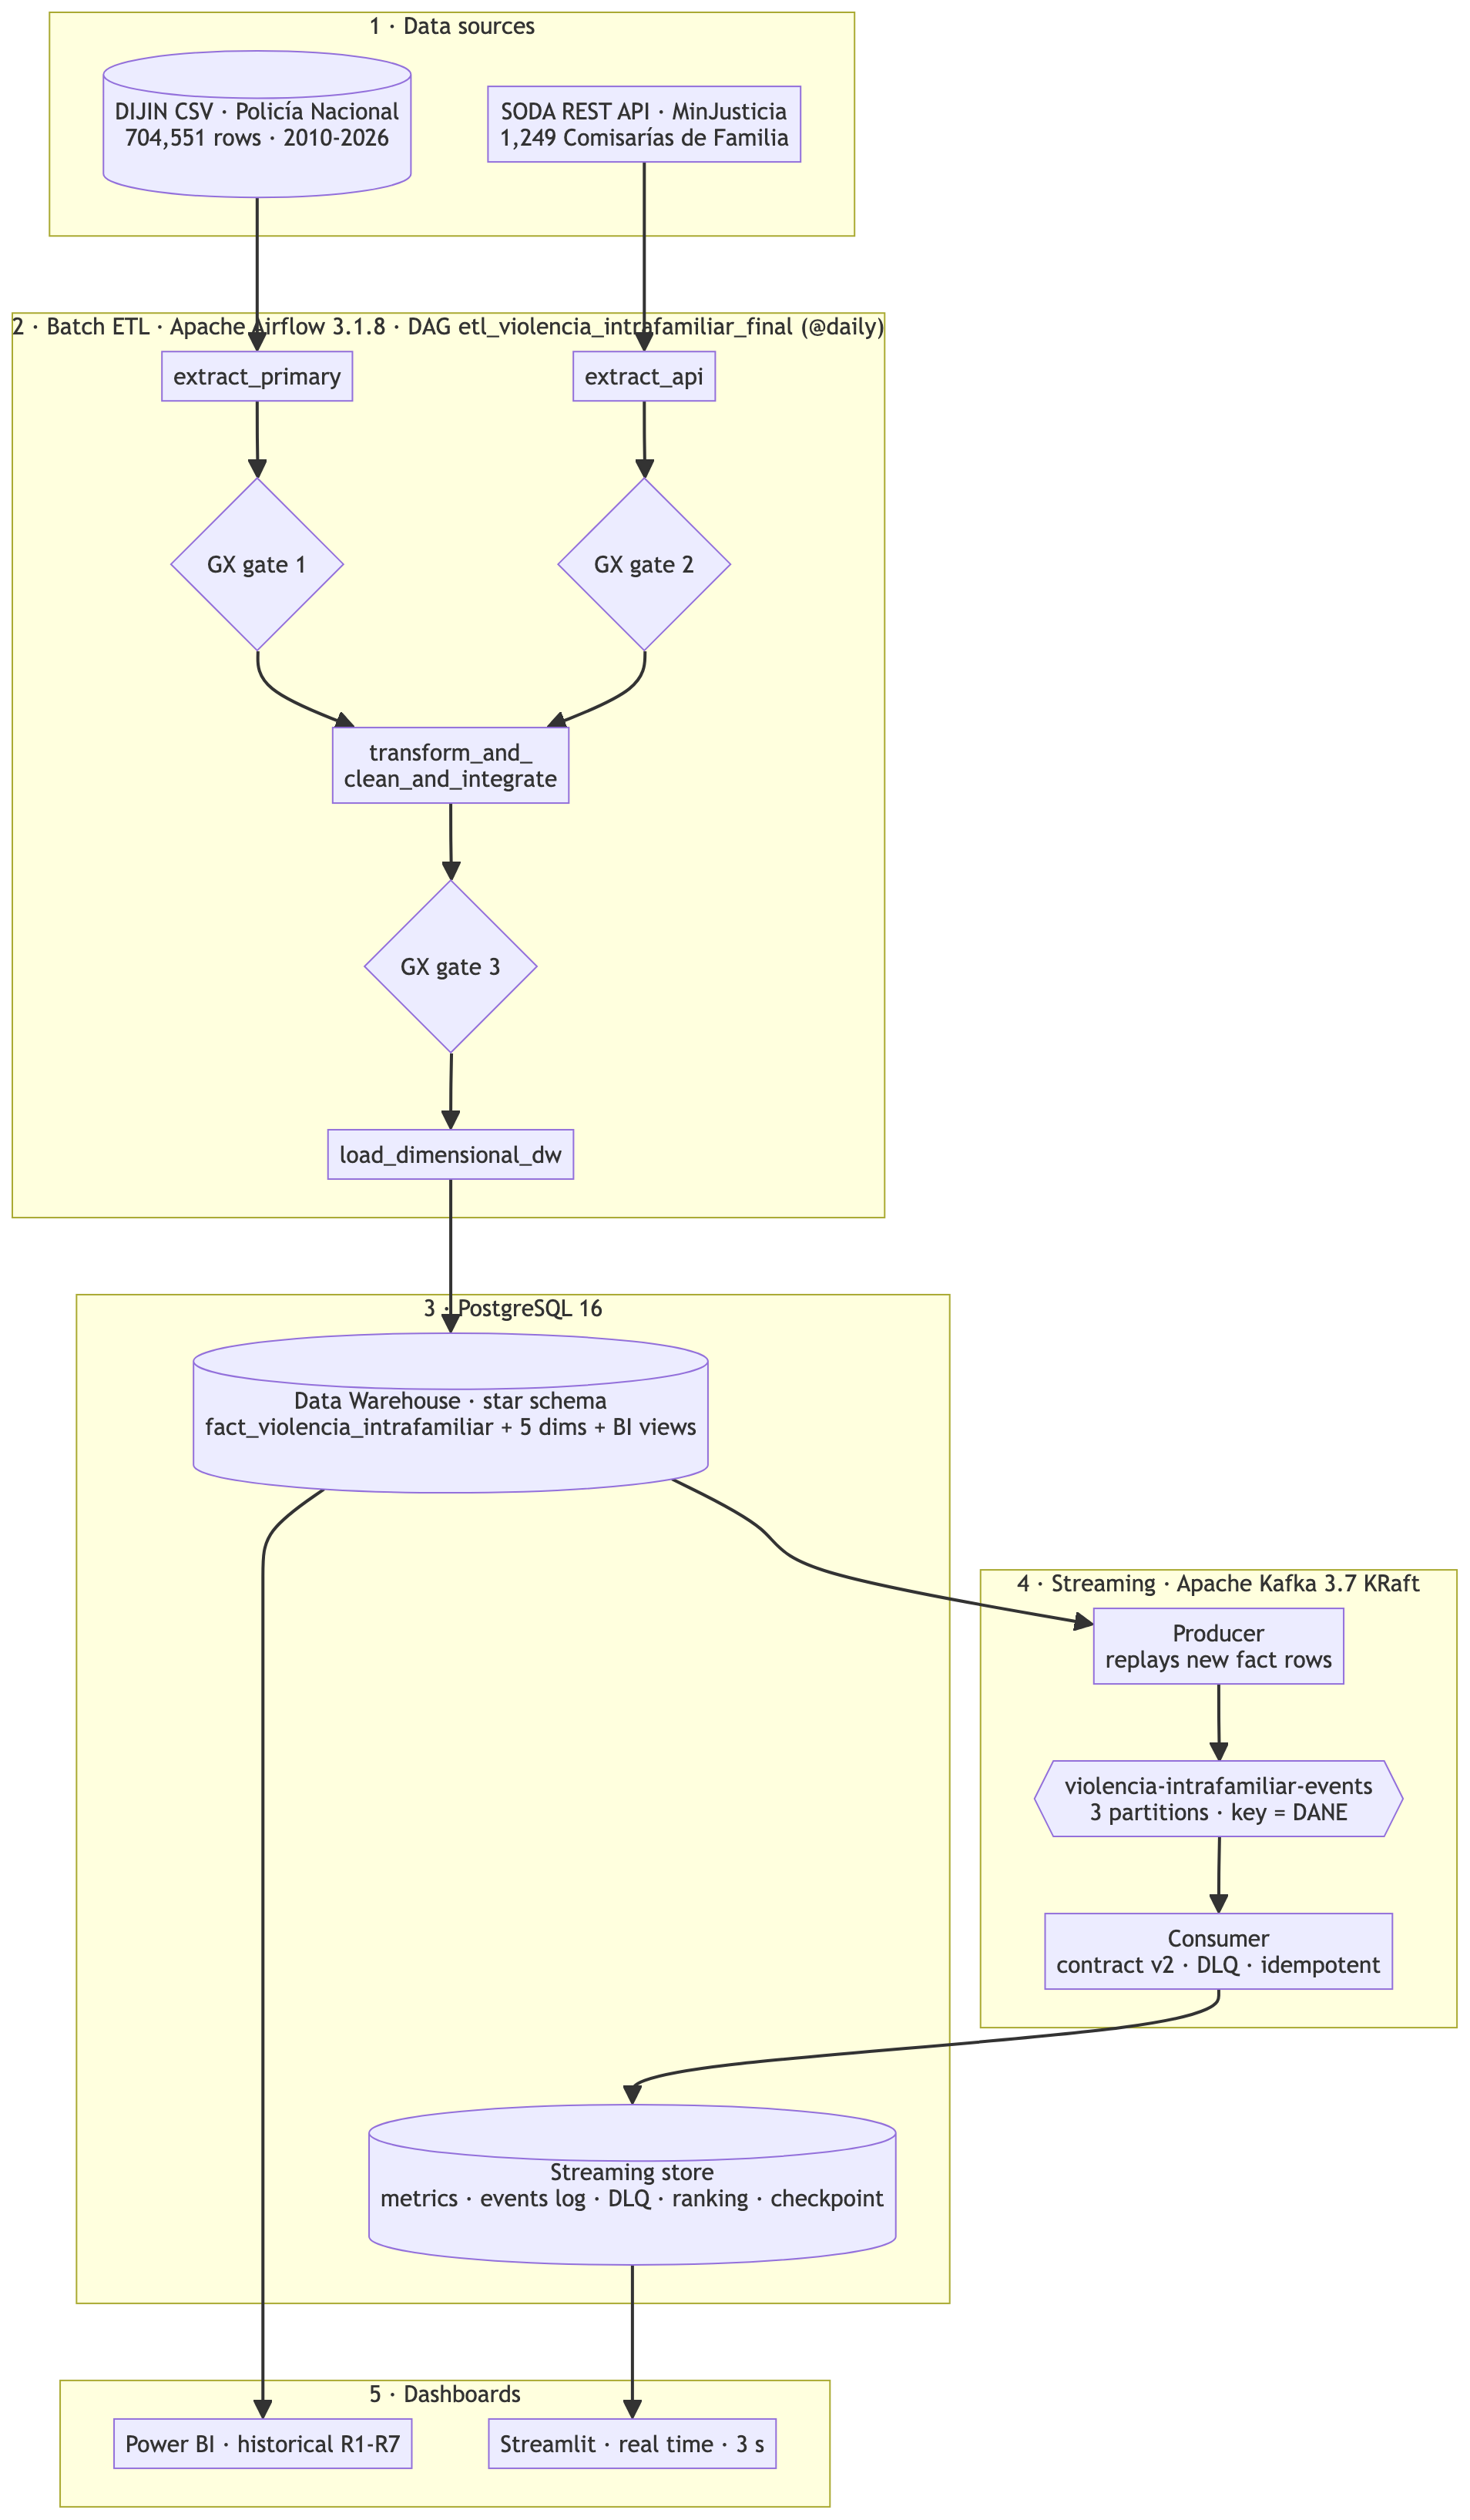 1 · Data sources
DIJIN CSV · Policía Nacional
704,551 rows · 2010-2026
SODA REST API · MinJusticia
1,249 Comisarías de Familia
2 · Batch ETL · Apache Airflow 3.1.8 · DAG etl_violencia_intrafamiliar_final (@daily)
extract_primary
extract_api
GX gate 1
GX gate 2
transform_and_
clean_and_integrate
GX gate 3
load_dimensional_dw
3 · PostgreSQL 16
Data Warehouse · star schema
fact_violencia_intrafamiliar + 5 dims + BI views
4 · Streaming · Apache Kafka 3.7 KRaft
Producer
replays new fact rows
violencia-intrafamiliar-events
3 partitions · key = DANE
Consumer
contract v2 · DLQ · idempotent
Streaming store
metrics · events log · DLQ · ranking · checkpoint
5 · Dashboards
Power BI · historical R1-R7
Streamlit · real time · 3 s